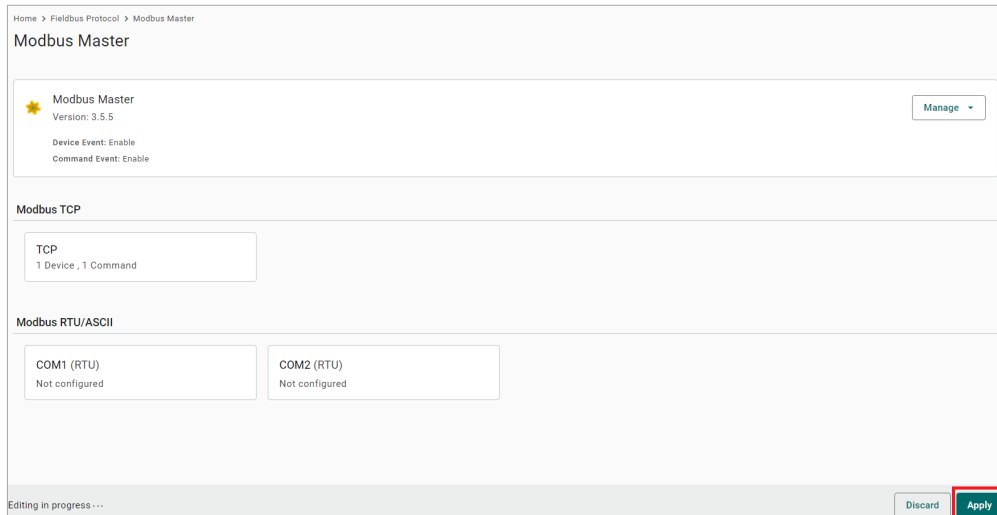 Home > Fieldbus Protocol > Modbus Master
Modbus Master
Modbus Master
Version: 3.5.5
Manage
Device Event: Enable
Command Event: Enable
Modbus TCP
TCP
1 Device , 1 Command
Modbus RTU/ASCII
COM1 (RTU)
Not configured
COM2 (RTU)
Not configured
Editing in progress ···
Discard
Apply